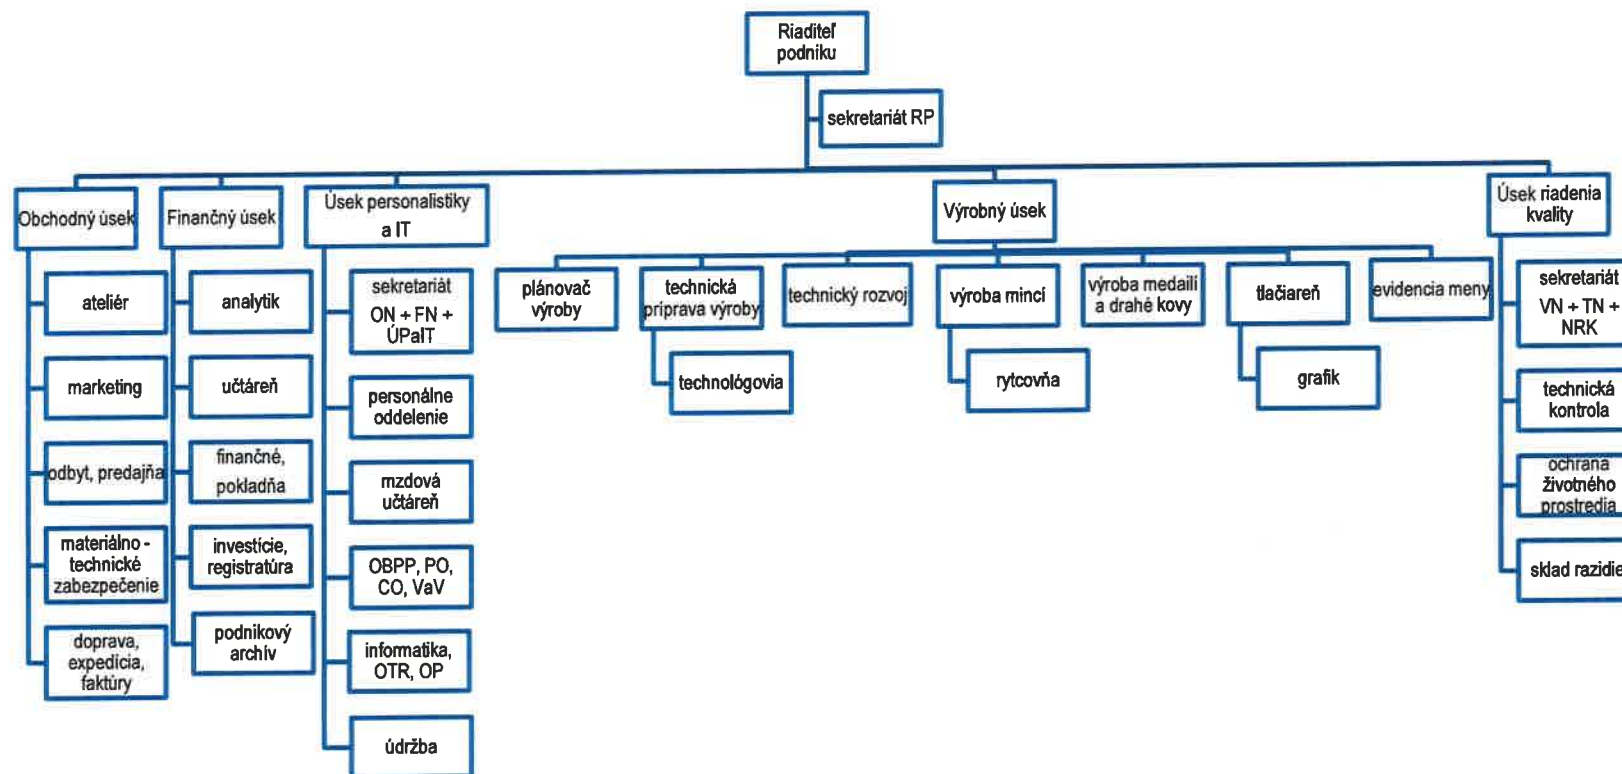 Riaditeľ
podniku
sekretariát RP
Obchodný úsek
Finančný úsek
Úsek personalistiky
a IT
Výrobný úsek
Úsek riadenia
kvality
ateliér
marketing
odbyt, predajňa
materiálno -
technické
zabezpečenie
doprava,
expedícia,
faktúry
analytik
učtáreň
finančné,
pokladňa
investície,
registratúra
podnikový
archív
sekretariát
ON + FN +
ÚPaIT
personálne
oddelenie
mzdová
učtáreň
OBPP, PO,
CO, VaV
informatika,
OTR, OP
údržba
plánovač
výroby
technická
príprava výroby
technológovia
technický rozvoj
výroba mincí
rytcovňa
výroba medailí
a drahé kovy
tlačiareň
grafik
evidencia meny
sekretariát
VN + TN +
NRK
technická
kontrola
ochrana
životného
prostredia
sklad razidie